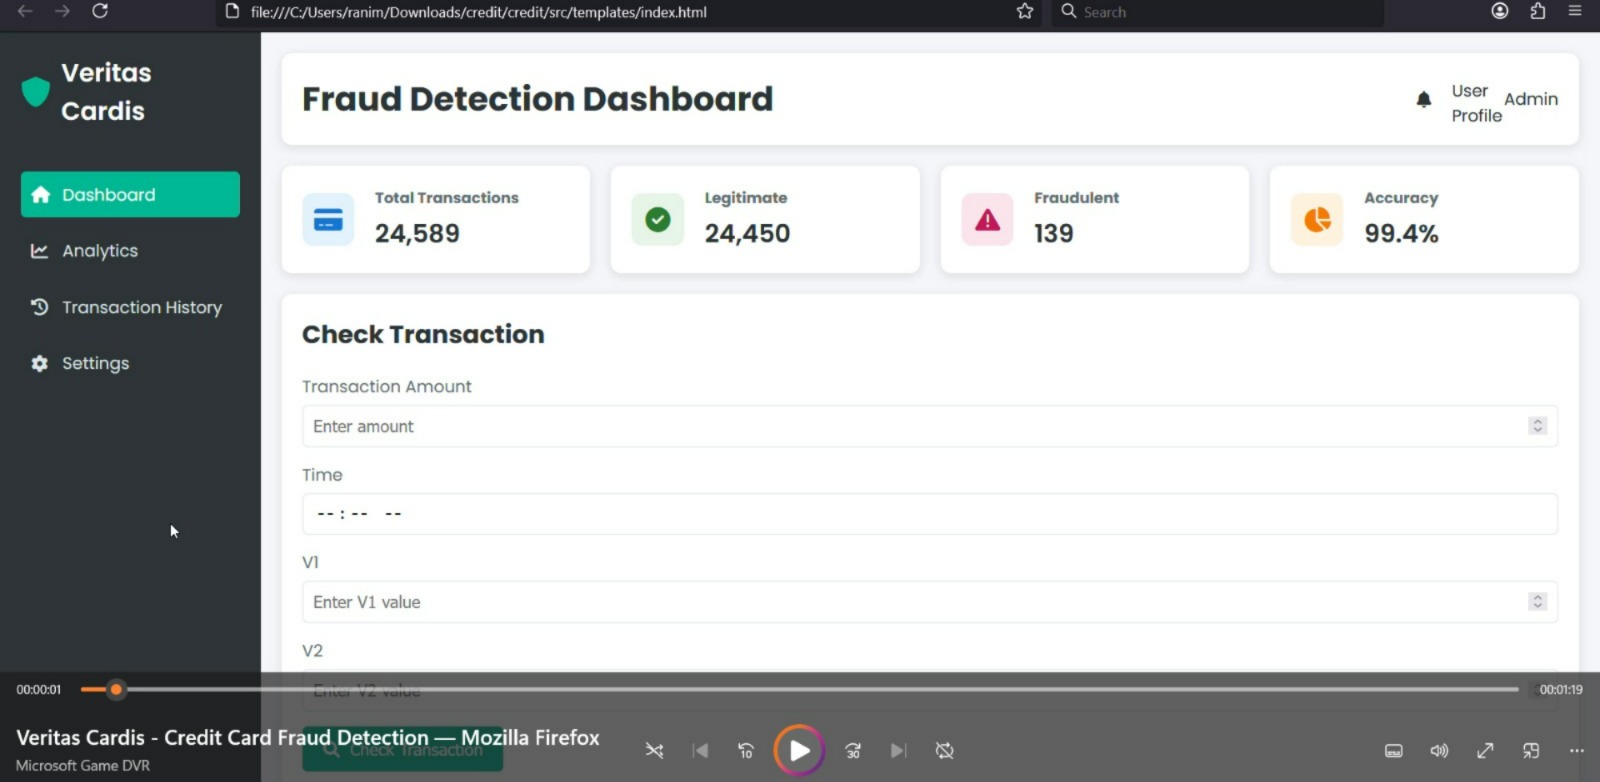 file:///C:/Users/ranim/Downloads/credit/credit/src/templates/index.html
Search
Veritas
Cardis
Dashboard
Analytics
Transaction History
Settings
Fraud Detection Dashboard
User
Profile
Admin
Total Transactions
24,589
Legitimate
24,450
Fraudulent
139
Accuracy
99.4%
Check Transaction
Transaction Amount
Enter amount
Time
--:-- --
V1
Enter V1 value
V2
Enter V2 value
Check Transaction
00:00:01
00:01:19
Veritas Cardis - Credit Card Fraud Detection — Mozilla Firefox
Microsoft Game DVR
10
30